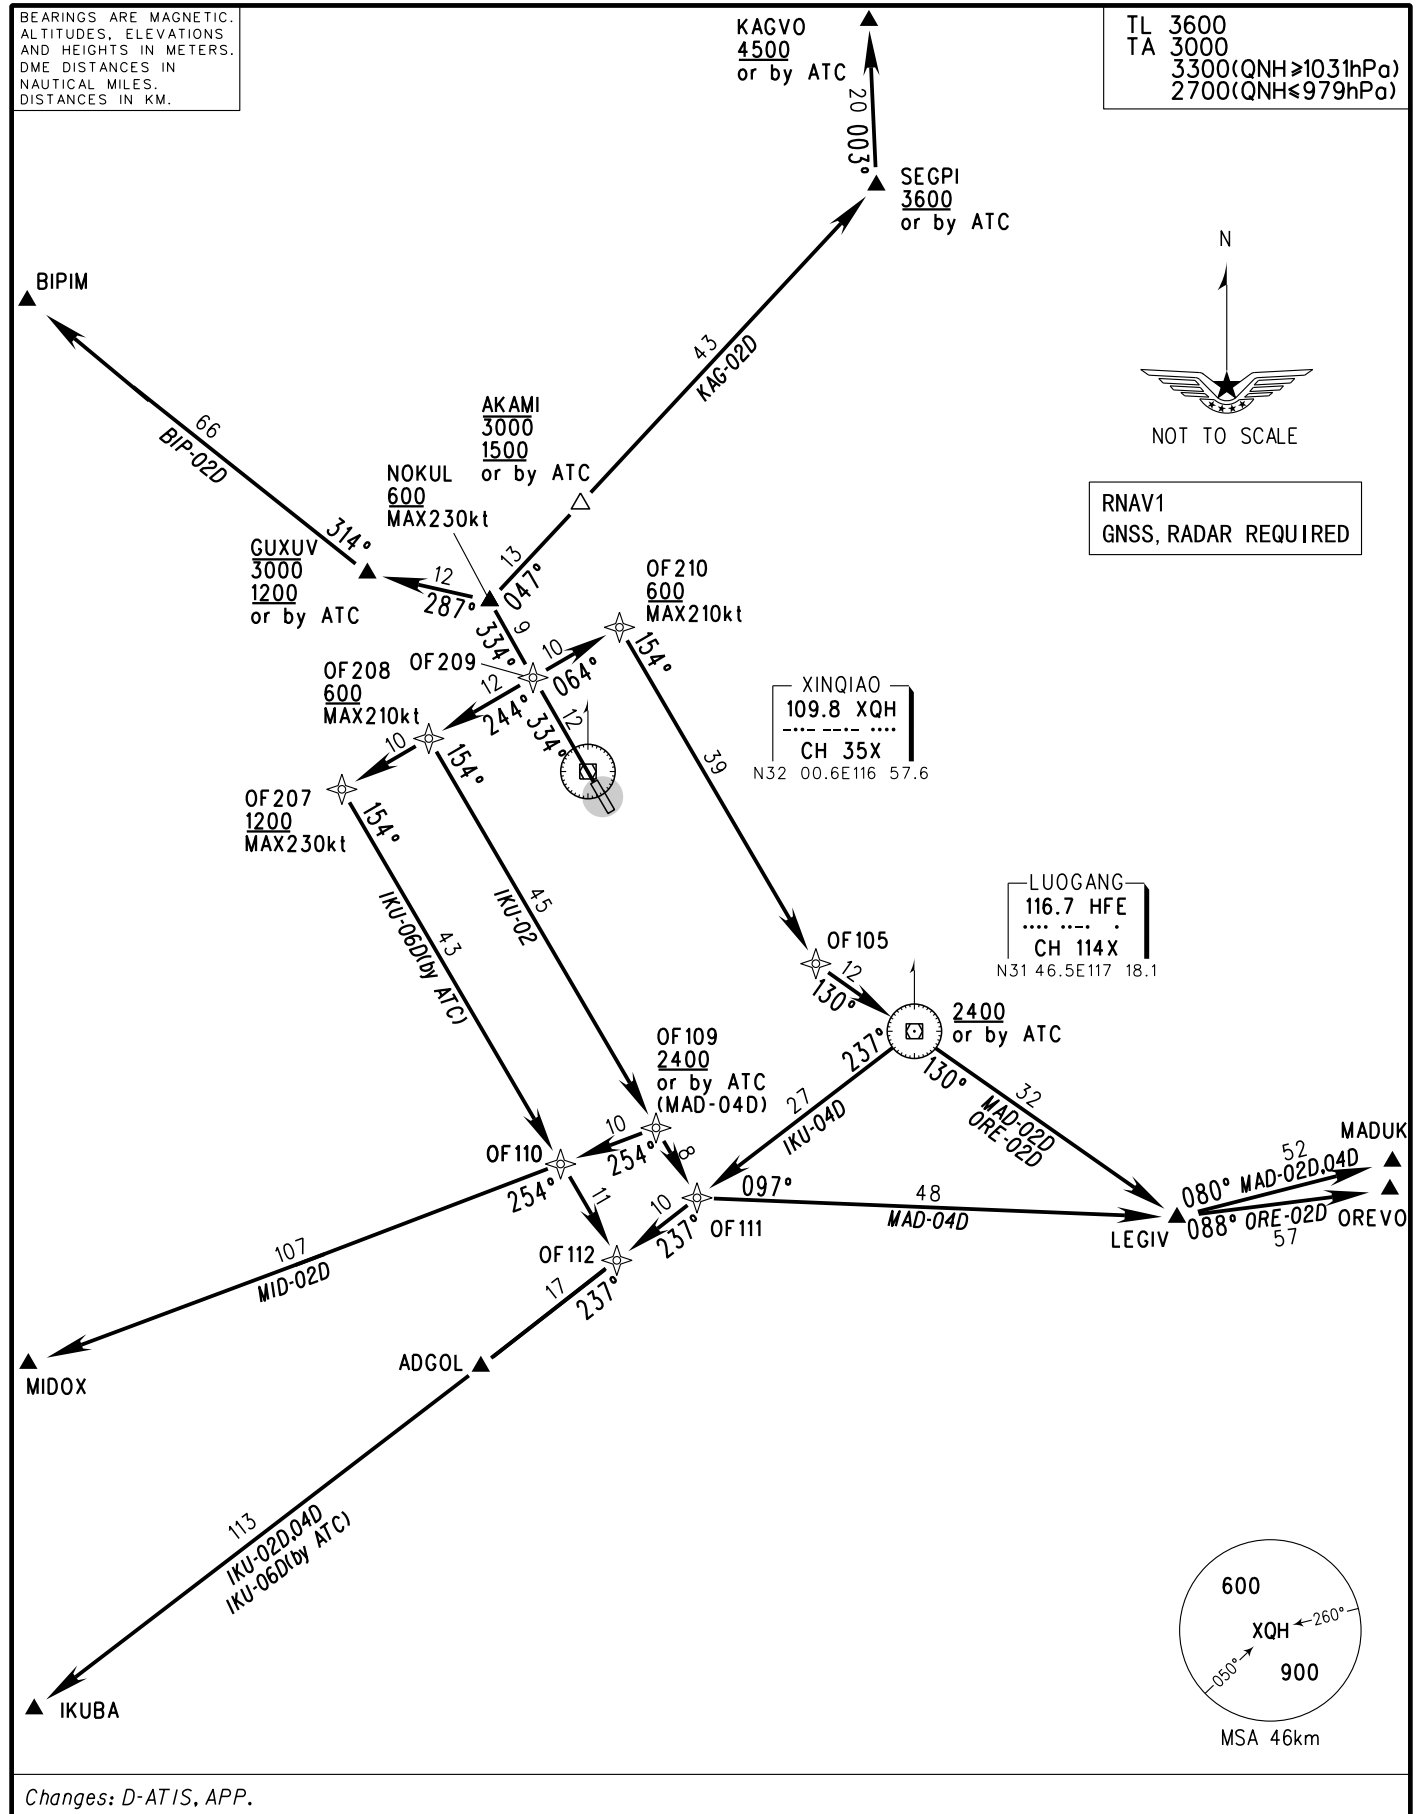 BEARINGS ARE MAGNETIC.
ALTITUDES, ELEVATIONS
AND HEIGHTS IN METERS.
DME DISTANCES IN
NAUTICAL MILES.
DISTANCES IN KM.
KAGVO
4500
or by ATC
TL 3600
TA 3000
3300(QNH≥1031hPa)
2700(QNH≤979hPa)
20 003°
SEGPI
3600
or by ATC
N
NOT TO SCALE
RNAV1
GNSS, RADAR REQUIRED
BIPIM
66
BIP-02D
314°
43
KAG-02D
AKAMI
3000
1500
or by ATC
NOKUL
600
MAX230kt
GUXUV
3000
1200
or by ATC
12
287°
13
047°
9
334°
OF210
600
MAX210kt
154°
OF209
10
064°
12
244°
12
334°
OF208
600
MAX210kt
154°
10
OF207
1200
MAX230kt
154°
39
XINQIAO
109.8 XQH
CH 35X
N32 00.6E116 57.6
43
IKU-06D(by ATC)
45
IKU-02
LUOGANG
116.7 HFE
CH 114X
N31 46.5E117 18.1
OF105
12
130°
2400
or by ATC
237°
130°
27
IKU-04D
32
MAD-02D
ORE-02D
OF109
2400
or by ATC
(MAD-04D)
10
254°
8
OF110
254°
11
OF111
097°
48
MAD-04D
10
237°
OF112
17
237°
MADUK
52
080° MAD-02D,04D
088° ORE-02D
57
OREVO
LEGIV
107
MID-02D
MIDOX
ADGOL
113
IKU-02D,04D
IKU-06D(by ATC)
IKUBA
600
XQH
260°
050°
900
MSA 46km
Changes: D-ATIS, APP.